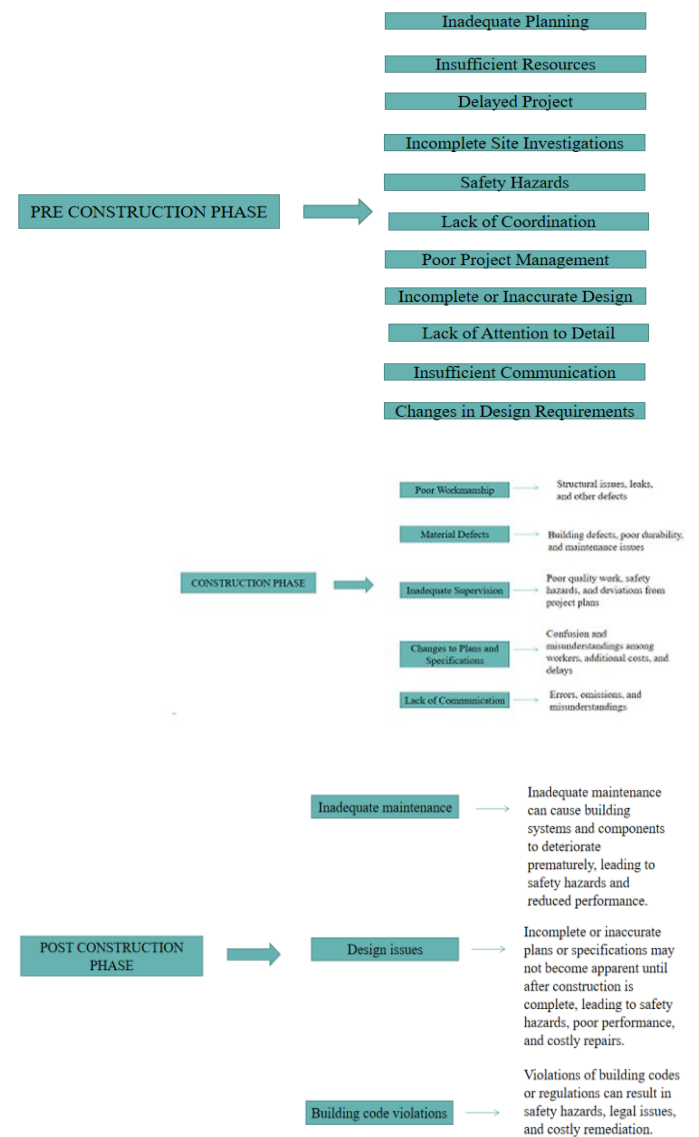 Inadequate Planning
Insufficient Resources
Delayed Project
Incomplete Site Investigations
Safety Hazards
PRE CONSTRUCTION PHASE
Lack of Coordination
Poor Project Management
Incomplete or Inaccurate Design
Lack of Attention to Detail
Insufficient Communication
Changes in Design Requirements
Poor Workmanship
Structural issues, leaks,
and other defects
Material Defects
Building defects, poor durability,
and maintenance issues
CONSTRUCTION PHASE
Inadequate Supervision
Poor quality work, safety
hazards, and deviations from
project plans
Changes to Plans and
Specifications
Confusion and
misunderstandings among
workers, additional costs, and
delays
Lack of Communication
Errors, omissions, and
misunderstandings
Inadequate maintenance
Inadequate maintenance
can cause building
systems and components
to deteriorate
prematurely, leading to
safety hazards and
reduced performance.
POST CONSTRUCTION
PHASE
Design issues
Incomplete or inaccurate
plans or specifications may
not become apparent until
after construction is
complete, leading to safety
hazards, poor performance,
and costly repairs.
Building code violations
Violations of building codes
or regulations can result in
safety hazards, legal issues,
and costly remediation.